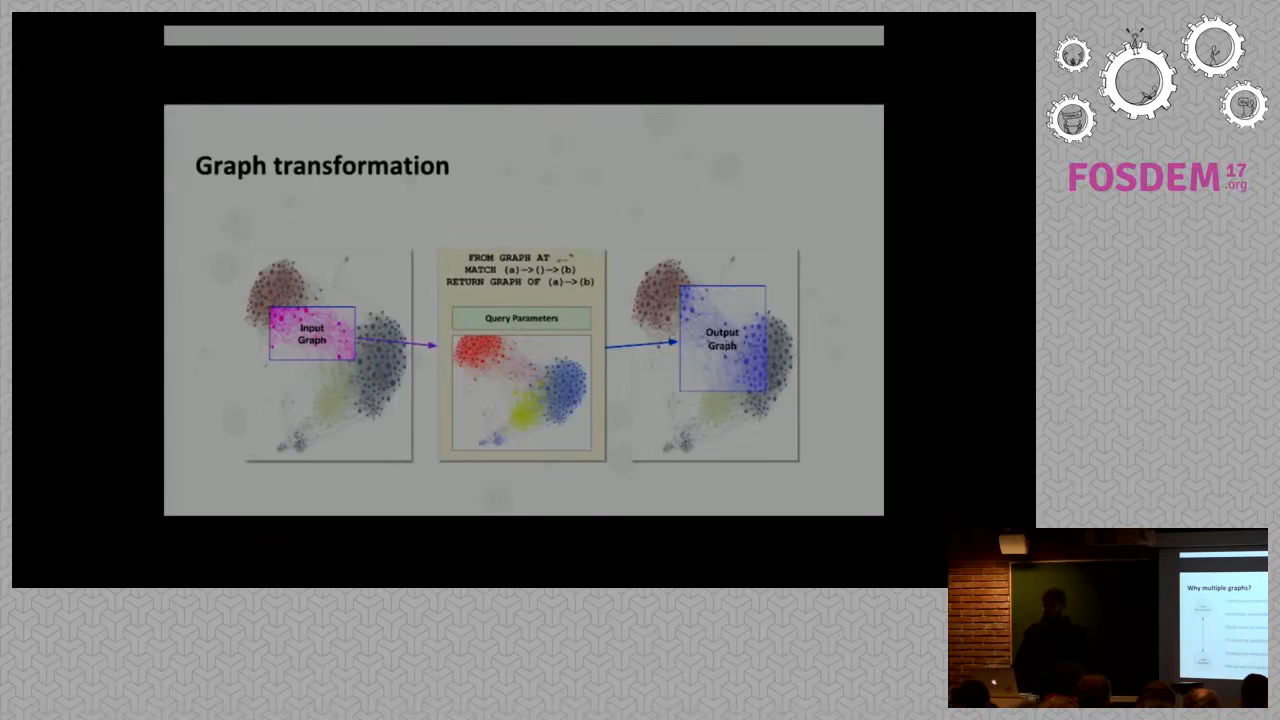 Graph transformation
FROM GRAPH AT „…“
MATCH (a)—>()—>(b)
RETURN GRAPH OF (a)—>(b)
Query Parameters
Input
Graph
Output
Graph
FOSDEM 17
.org
Why multiple graphs?